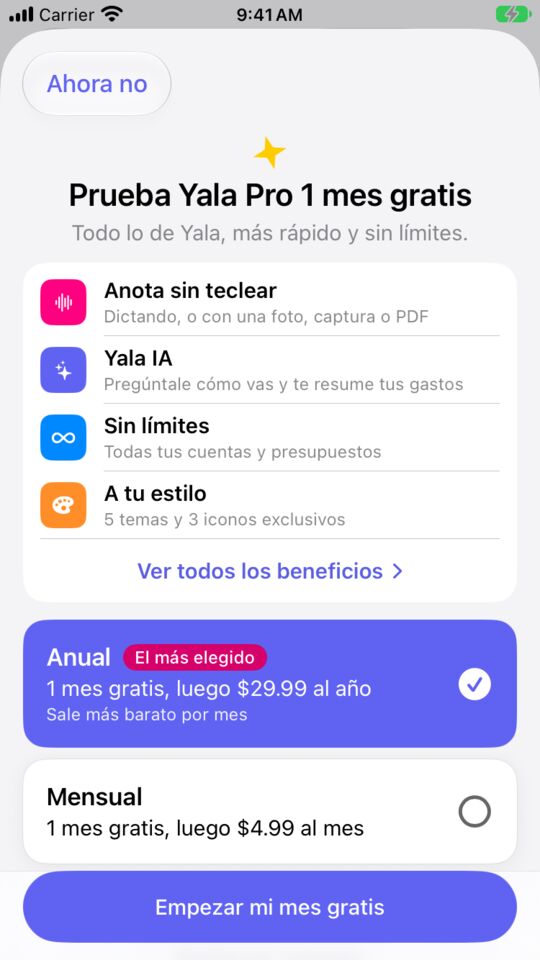 Carrier
9:41 AM
Ahora no
Prueba Yala Pro 1 mes gratis
Todo lo de Yala, más rápido y sin límites.
Anota sin teclear
Dictando, o con una foto, captura o PDF
Yala IA
Pregúntale cómo vas y te resume tus gastos
Sin límites
Todas tus cuentas y presupuestos
A tu estilo
5 temas y 3 iconos exclusivos
Ver todos los beneficios
Anual El más elegido
1 mes gratis, luego $29.99 al año
Sale más barato por mes
Mensual
1 mes gratis, luego $4.99 al mes
Empezar mi mes gratis